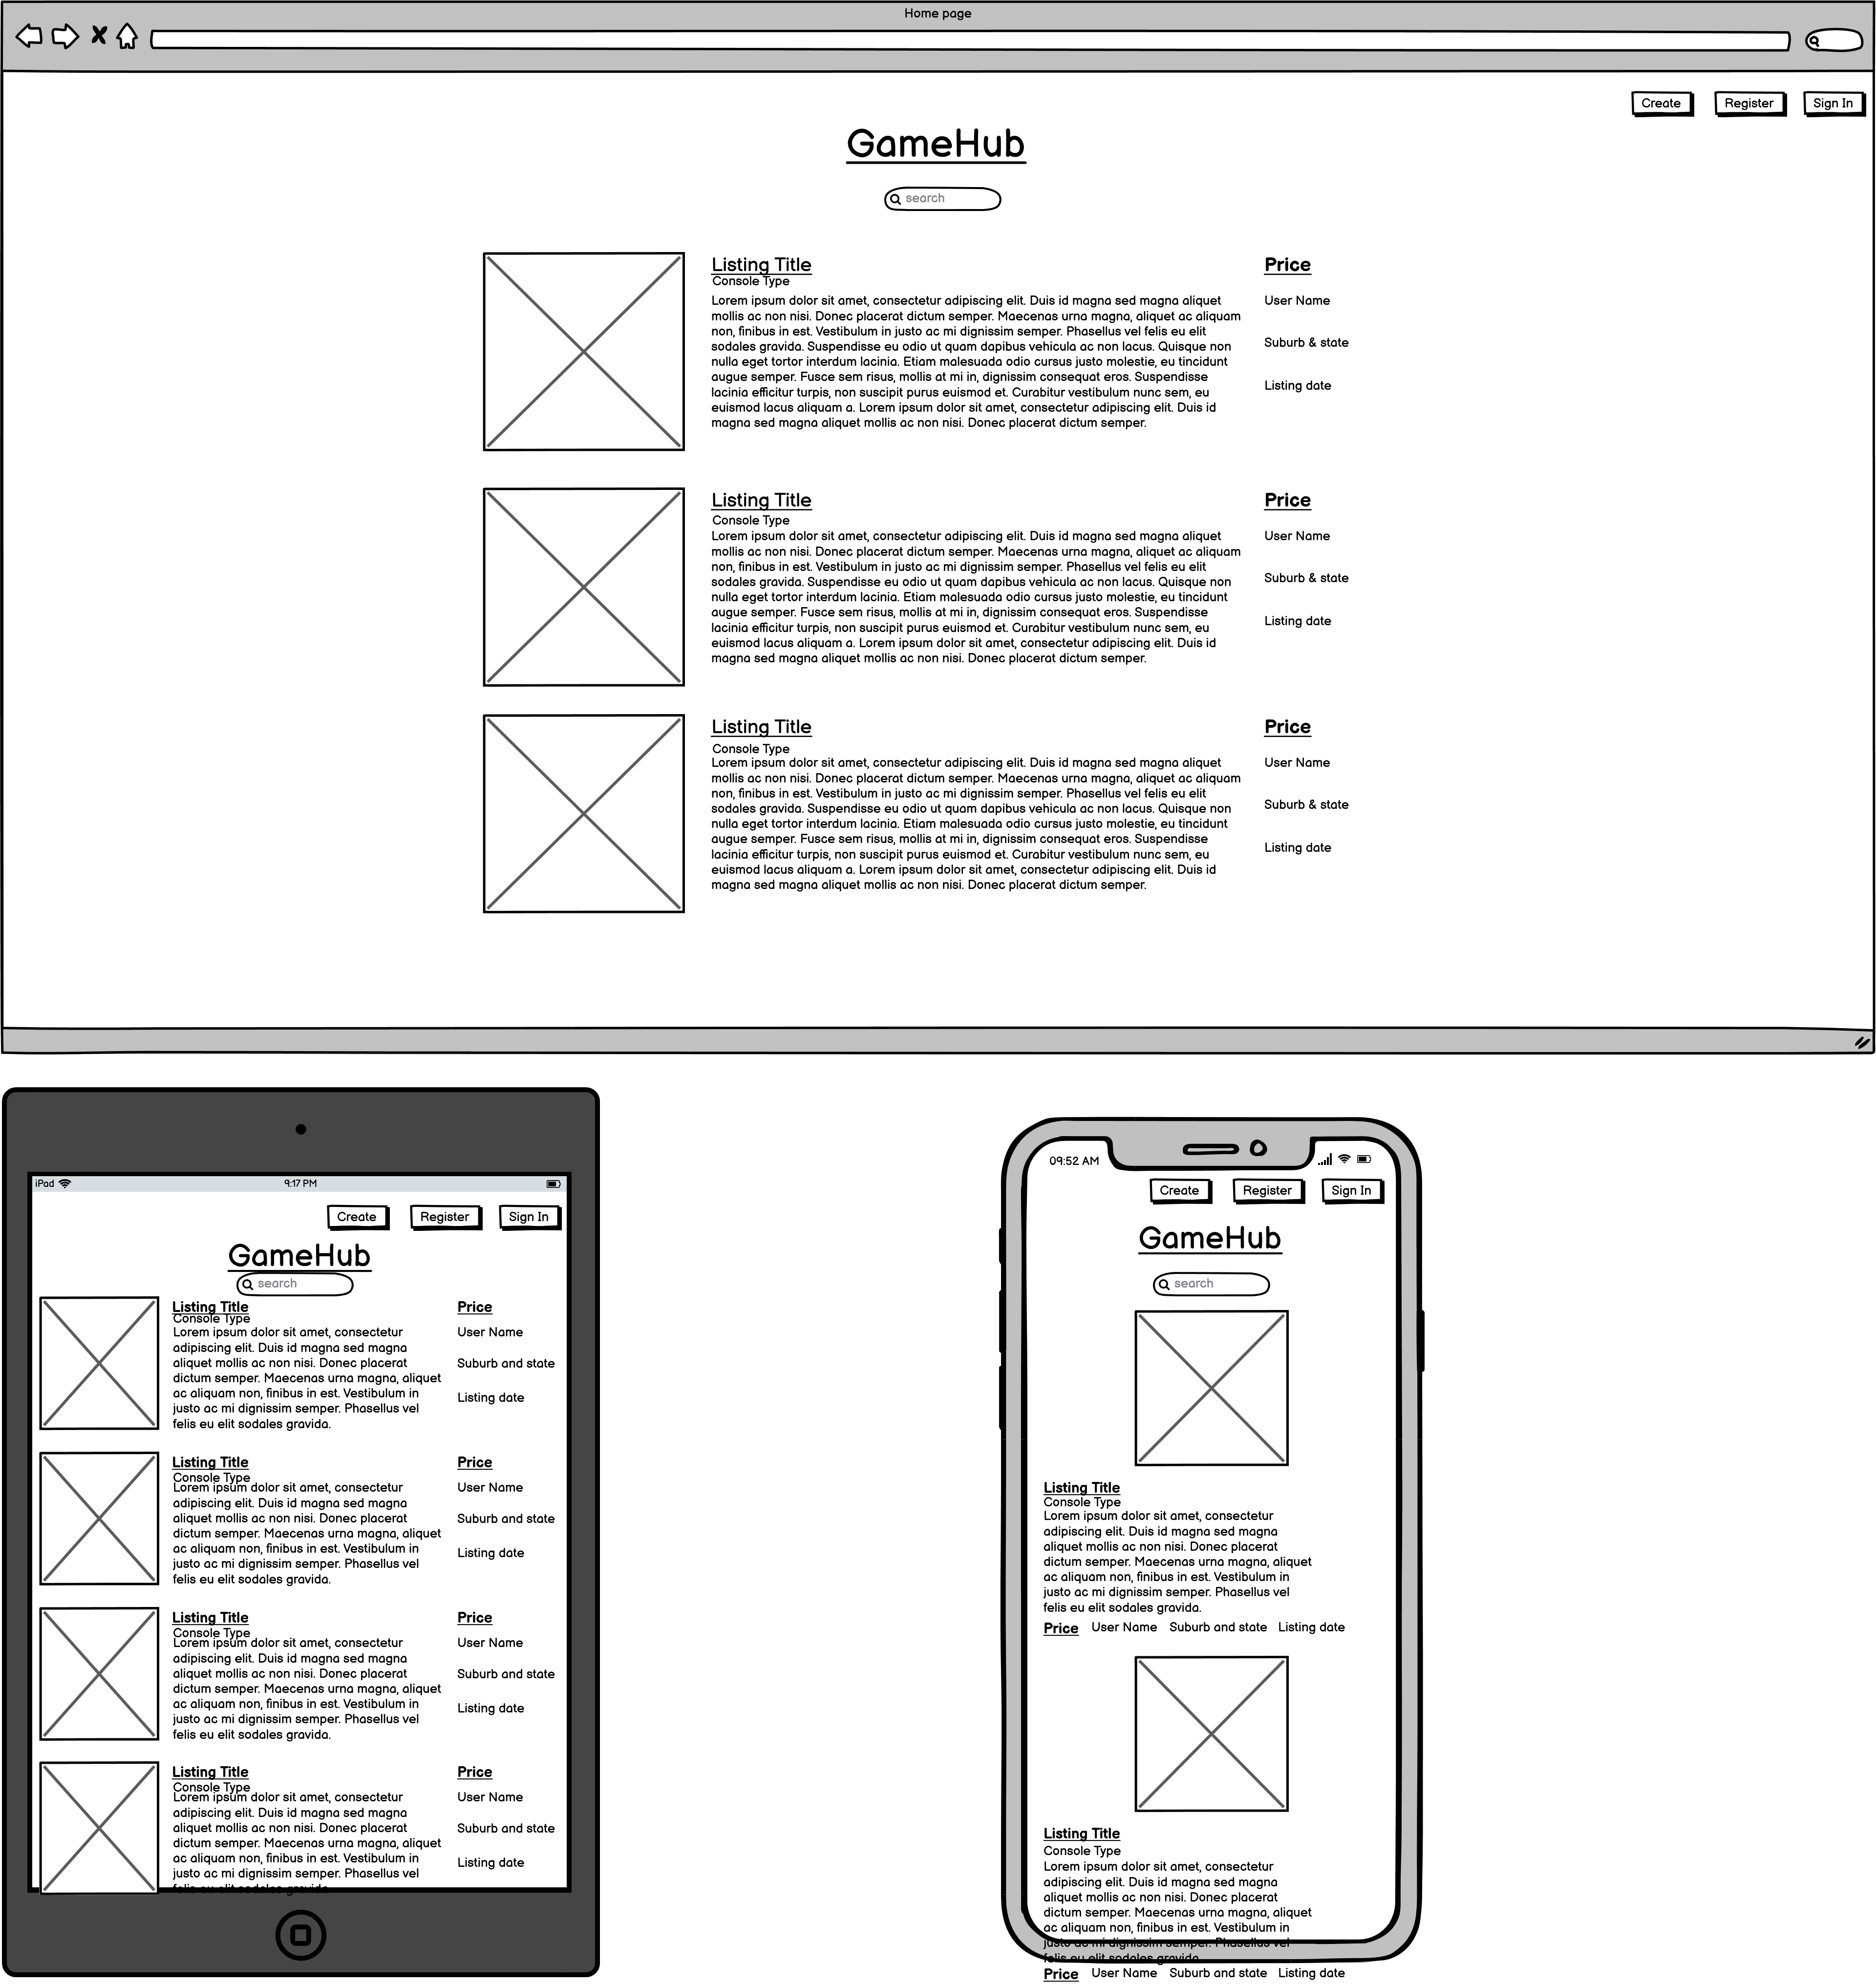 Home page
Create Register Sign In
GameHub
search
Listing Title
Console Type
Lorem ipsum dolor sit amet, consectetur adipiscing elit. Duis id magna sed magna aliquet
mollis ac non nisi. Donec placerat dictum semper. Maecenas urna magna, aliquet ac aliquam
non, finibus in est. Vestibulum in justo ac mi dignissim semper. Phasellus vel felis eu elit
sodales gravida. Suspendisse eu odio ut quam dapibus vehicula ac non lacus. Quisque non
nulla eget tortor interdum lacinia. Etiam malesuada odio cursus justo molestie, eu tincidunt
augue semper. Fusce sem risus, mollis at mi in, dignissim consequat eros. Suspendisse
lacinia efficitur turpis, non suscipit purus euismod et. Curabitur vestibulum nunc sem, eu
euismod lacus aliquam a. Lorem ipsum dolor sit amet, consectetur adipiscing elit. Duis id
magna sed magna aliquet mollis ac non nisi. Donec placerat dictum semper.
Price
User Name
Suburb & state
Listing date
Listing Title
Console Type
Lorem ipsum dolor sit amet, consectetur adipiscing elit. Duis id magna sed magna aliquet
mollis ac non nisi. Donec placerat dictum semper. Maecenas urna magna, aliquet ac aliquam
non, finibus in est. Vestibulum in justo ac mi dignissim semper. Phasellus vel felis eu elit
sodales gravida. Suspendisse eu odio ut quam dapibus vehicula ac non lacus. Quisque non
nulla eget tortor interdum lacinia. Etiam malesuada odio cursus justo molestie, eu tincidunt
augue semper. Fusce sem risus, mollis at mi in, dignissim consequat eros. Suspendisse
lacinia efficitur turpis, non suscipit purus euismod et. Curabitur vestibulum nunc sem, eu
euismod lacus aliquam a. Lorem ipsum dolor sit amet, consectetur adipiscing elit. Duis id
magna sed magna aliquet mollis ac non nisi. Donec placerat dictum semper.
Price
User Name
Suburb & state
Listing date
Listing Title
Console Type
Lorem ipsum dolor sit amet, consectetur adipiscing elit. Duis id magna sed magna aliquet
mollis ac non nisi. Donec placerat dictum semper. Maecenas urna magna, aliquet ac aliquam
non, finibus in est. Vestibulum in justo ac mi dignissim semper. Phasellus vel felis eu elit
sodales gravida. Suspendisse eu odio ut quam dapibus vehicula ac non lacus. Quisque non
nulla eget tortor interdum lacinia. Etiam malesuada odio cursus justo molestie, eu tincidunt
augue semper. Fusce sem risus, mollis at mi in, dignissim consequat eros. Suspendisse
lacinia efficitur turpis, non suscipit purus euismod et. Curabitur vestibulum nunc sem, eu
euismod lacus aliquam a. Lorem ipsum dolor sit amet, consectetur adipiscing elit. Duis id
magna sed magna aliquet mollis ac non nisi. Donec placerat dictum semper.
Price
User Name
Suburb & state
Listing date
iPad 9:17 PM
Create Register Sign In
GameHub
search
Listing Title
Console Type
Lorem ipsum dolor sit amet, consectetur
adipiscing elit. Duis id magna sed magna
aliquet mollis ac non nisi. Donec placerat
dictum semper. Maecenas urna magna, aliquet
ac aliquam non, finibus in est. Vestibulum in
justo ac mi dignissim semper. Phasellus vel
felis eu elit sodales gravida.
Price
User Name
Suburb and state
Listing date
Listing Title
Console Type
Lorem ipsum dolor sit amet, consectetur
adipiscing elit. Duis id magna sed magna
aliquet mollis ac non nisi. Donec placerat
dictum semper. Maecenas urna magna, aliquet
ac aliquam non, finibus in est. Vestibulum in
justo ac mi dignissim semper. Phasellus vel
felis eu elit sodales gravida.
Price
User Name
Suburb and state
Listing date
Listing Title
Console Type
Lorem ipsum dolor sit amet, consectetur
adipiscing elit. Duis id magna sed magna
aliquet mollis ac non nisi. Donec placerat
dictum semper. Maecenas urna magna, aliquet
ac aliquam non, finibus in est. Vestibulum in
justo ac mi dignissim semper. Phasellus vel
felis eu elit sodales gravida.
Price
User Name
Suburb and state
Listing date
Listing Title
Console Type
Lorem ipsum dolor sit amet, consectetur
adipiscing elit. Duis id magna sed magna
aliquet mollis ac non nisi. Donec placerat
dictum semper. Maecenas urna magna, aliquet
ac aliquam non, finibus in est. Vestibulum in
justo ac mi dignissim semper. Phasellus vel
felis eu elit sodales gravida.
Price
User Name
Suburb and state
Listing date
09:52 AM
Create Register Sign In
GameHub
search
Listing Title
Console Type
Lorem ipsum dolor sit amet, consectetur
adipiscing elit. Duis id magna sed magna
aliquet mollis ac non nisi. Donec placerat
dictum semper. Maecenas urna magna, aliquet
ac aliquam non, finibus in est. Vestibulum in
justo ac mi dignissim semper. Phasellus vel
felis eu elit sodales gravida.
Price User Name Suburb and state Listing date
Listing Title
Console Type
Lorem ipsum dolor sit amet, consectetur
adipiscing elit. Duis id magna sed magna
aliquet mollis ac non nisi. Donec placerat
dictum semper. Maecenas urna magna, aliquet
ac aliquam non, finibus in est. Vestibulum in
justo ac mi dignissim semper. Phasellus vel
felis eu elit sodales gravida.
Price User Name Suburb and state Listing date